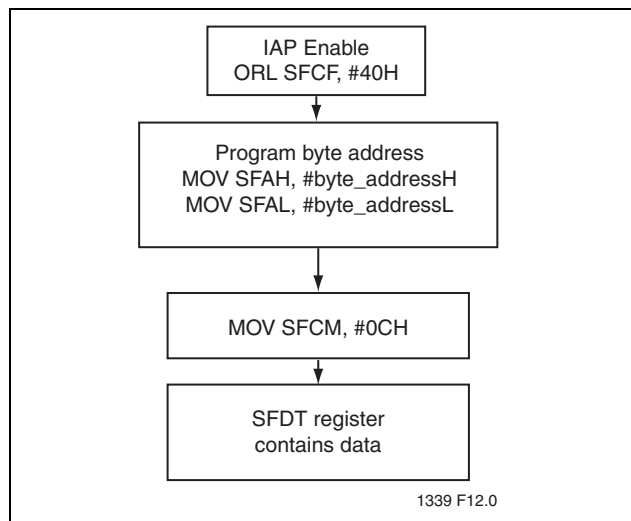 IAP Enable
ORL SFCF, #40H
Program byte address
MOV SFAH, #byte_addressH
MOV SFAL, #byte_addressL
MOV SFCM, #0CH
SFDT register
contains data
1339 F12.0